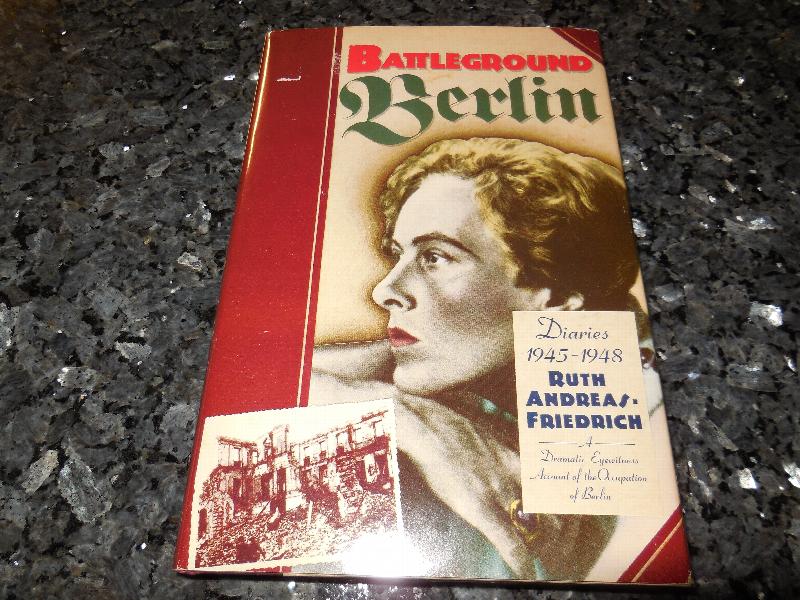 BATTLEGROUND
Berlin
Diaries
1945-1948
RUTH
ANDREAS-
FRIEDRICH
A
Dramatic Eyewitness
Account of the Occupation
of Berlin